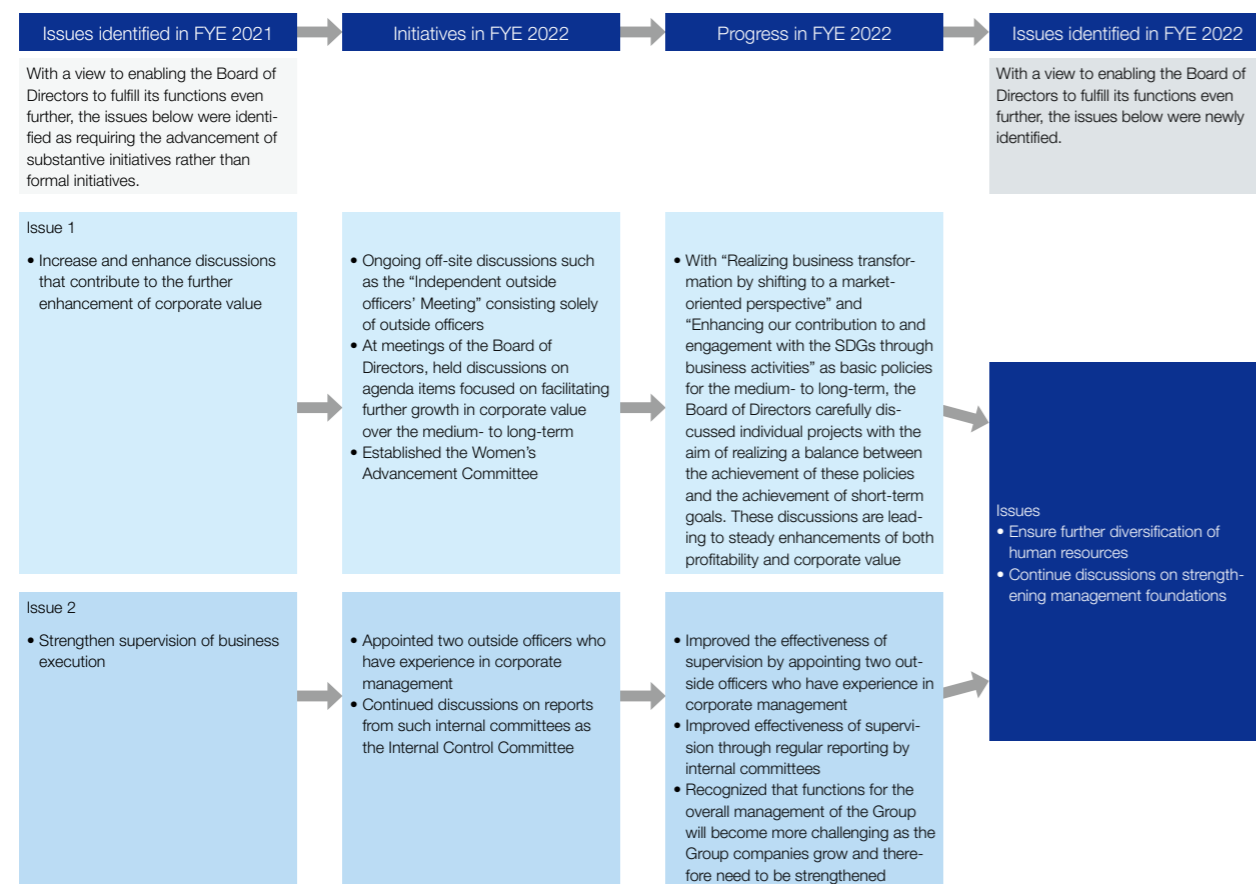 Issues identified in FYE 2021
Initiatives in FYE 2022
Progress in FYE 2022
Issues identified in FYE 2022
With a view to enabling the Board of
Directors to fulfill its functions even
further, the issues below were identi-
fied as requiring the advancement of
substantive initiatives rather than
formal initiatives.
With a view to enabling the Board of
Directors to fulfill its functions even
further, the issues below were newly
identified.
Issue 1
• Increase and enhance discussions
that contribute to the further
enhancement of corporate value
• Ongoing off-site discussions such
as the “Independent outside
officers’ Meeting” consisting solely
of outside officers
• At meetings of the Board of
Directors, held discussions on
agenda items focused on facilitating
further growth in corporate value
over the medium- to long-term
• Established the Women’s
Advancement Committee
• With “Realizing business transfor-
mation by shifting to a market-
oriented perspective” and
“Enhancing our contribution to and
engagement with the SDGs through
business activities” as basic policies
for the medium- to long-term, the
Board of Directors carefully dis-
cussed individual projects with the
aim of realizing a balance between
the achievement of these policies
and the achievement of short-term
goals. These discussions are lead-
ing to steady enhancements of both
profitability and corporate value
Issue 2
• Strengthen supervision of business
execution
• Appointed two outside officers who
have experience in corporate
management
• Continued discussions on reports
from such internal committees as
the Internal Control Committee
• Improved the effectiveness of
supervision by appointing two out-
side officers who have experience in
corporate management
• Improved effectiveness of supervi-
sion through regular reporting by
internal committees
• Recognized that functions for the
overall management of the Group
will become more challenging as the
Group companies grow and there-
fore need to be strengthened
Issues
• Ensure further diversification of
human resources
• Continue discussions on strength-
ening management foundations